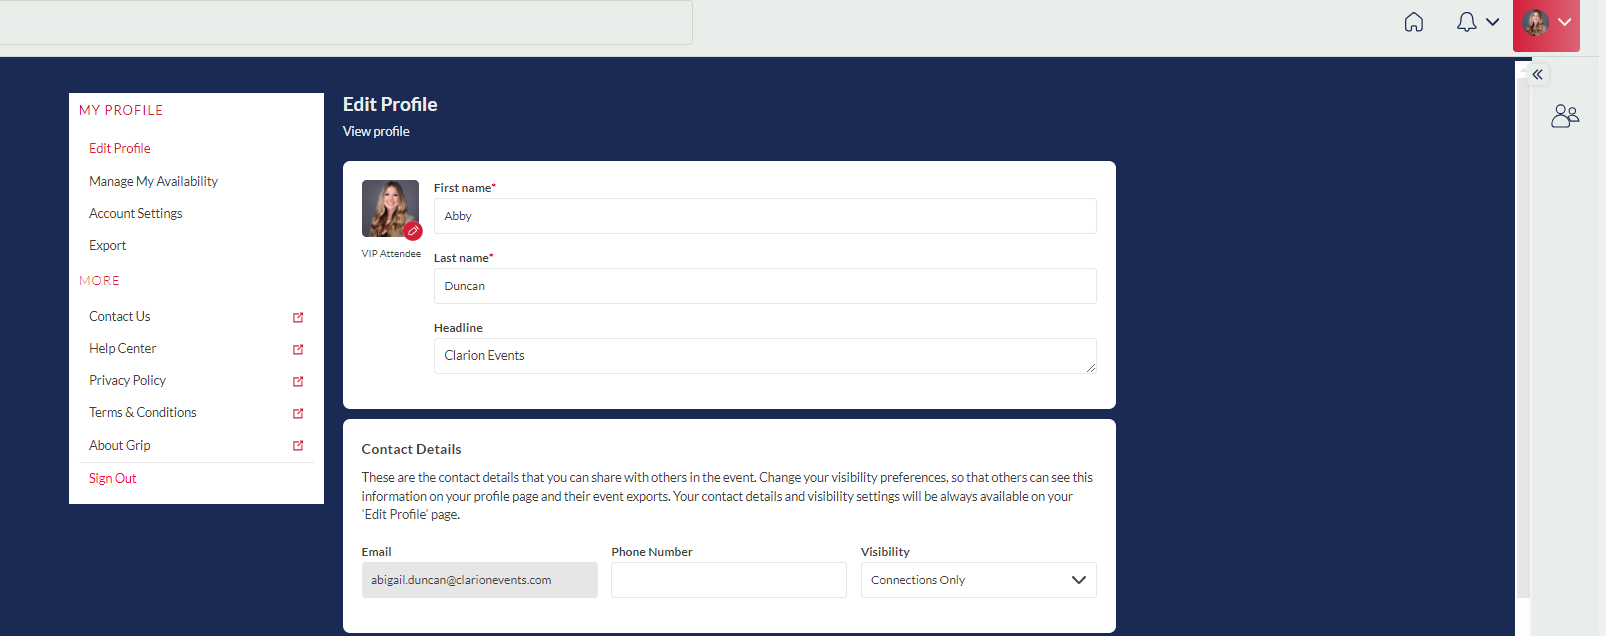 MY PROFILE
Edit Profile
Manage My Availability
Account Settings
Export
MORE
Contact Us
Help Center
Privacy Policy
Terms & Conditions
About Grip
Sign Out
Edit Profile
View profile
VIP Attendee
First name*
Abby
Last name*
Duncan
Headline
Clarion Events
Contact Details
These are the contact details that you can share with others in the event. Change your visibility preferences, so that others can see this
information on your profile page and their event exports. Your contact details and visibility settings will be always available on your
'Edit Profile' page.
Email
abigail.duncan@clarionevents.com
Phone Number
Visibility
Connections Only